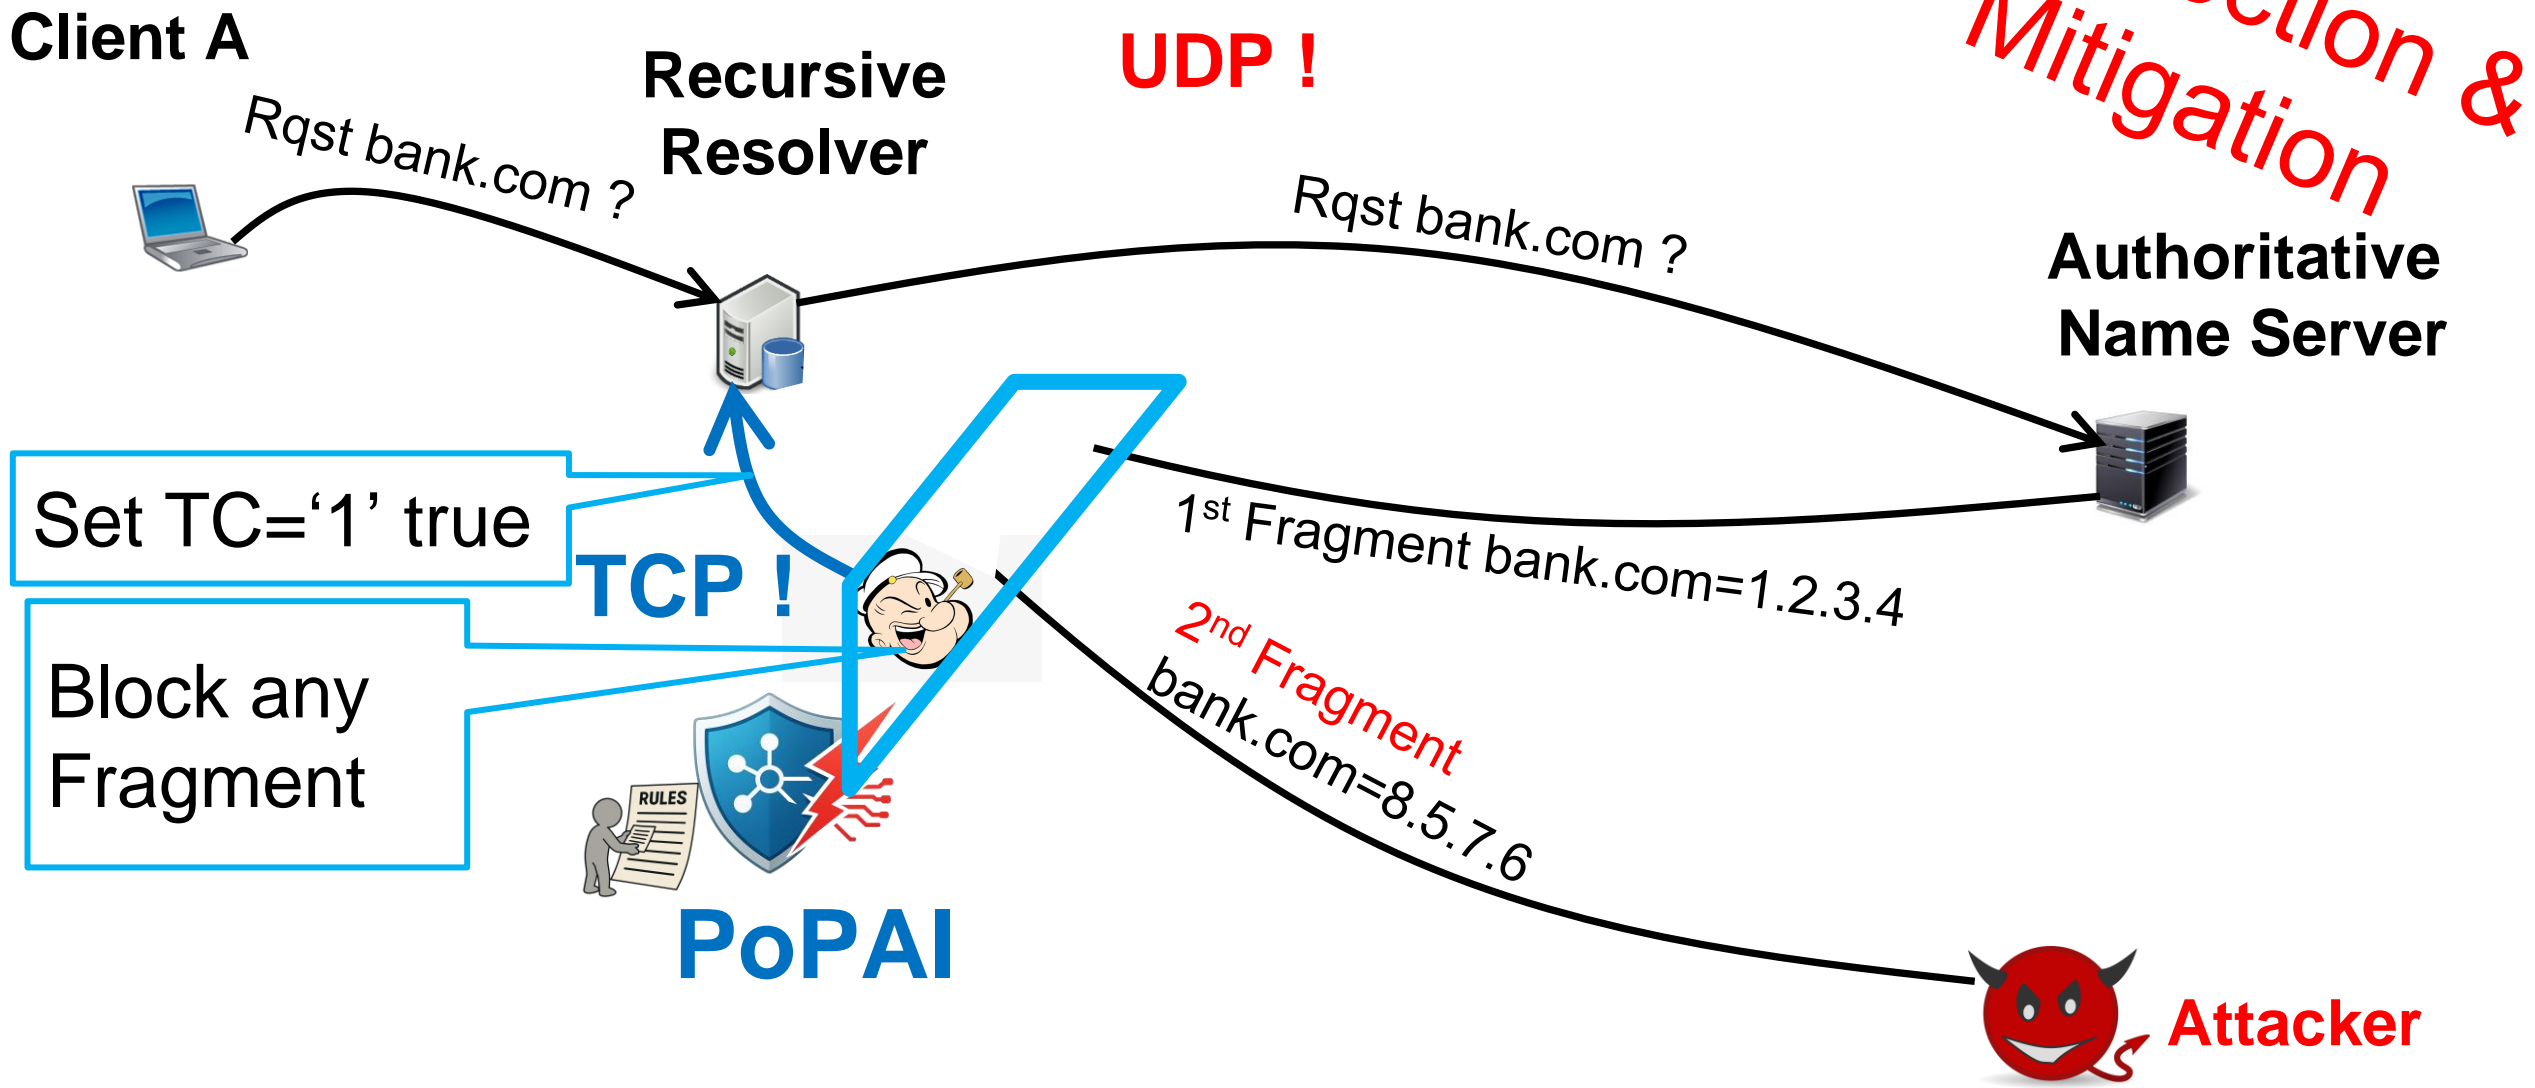 Client A
Recursive
Resolver
UDP !
Mitigation
&
Rqst bank.com ?
Rqst bank.com ?
Authoritative
Name Server
Set TC=‘1’ true
TCP !
1st Fragment bank.com=1.2.3.4
2nd Fragment
bank.com=8.5.7.6
Block any
Fragment
RULES
PoPAI
Attacker